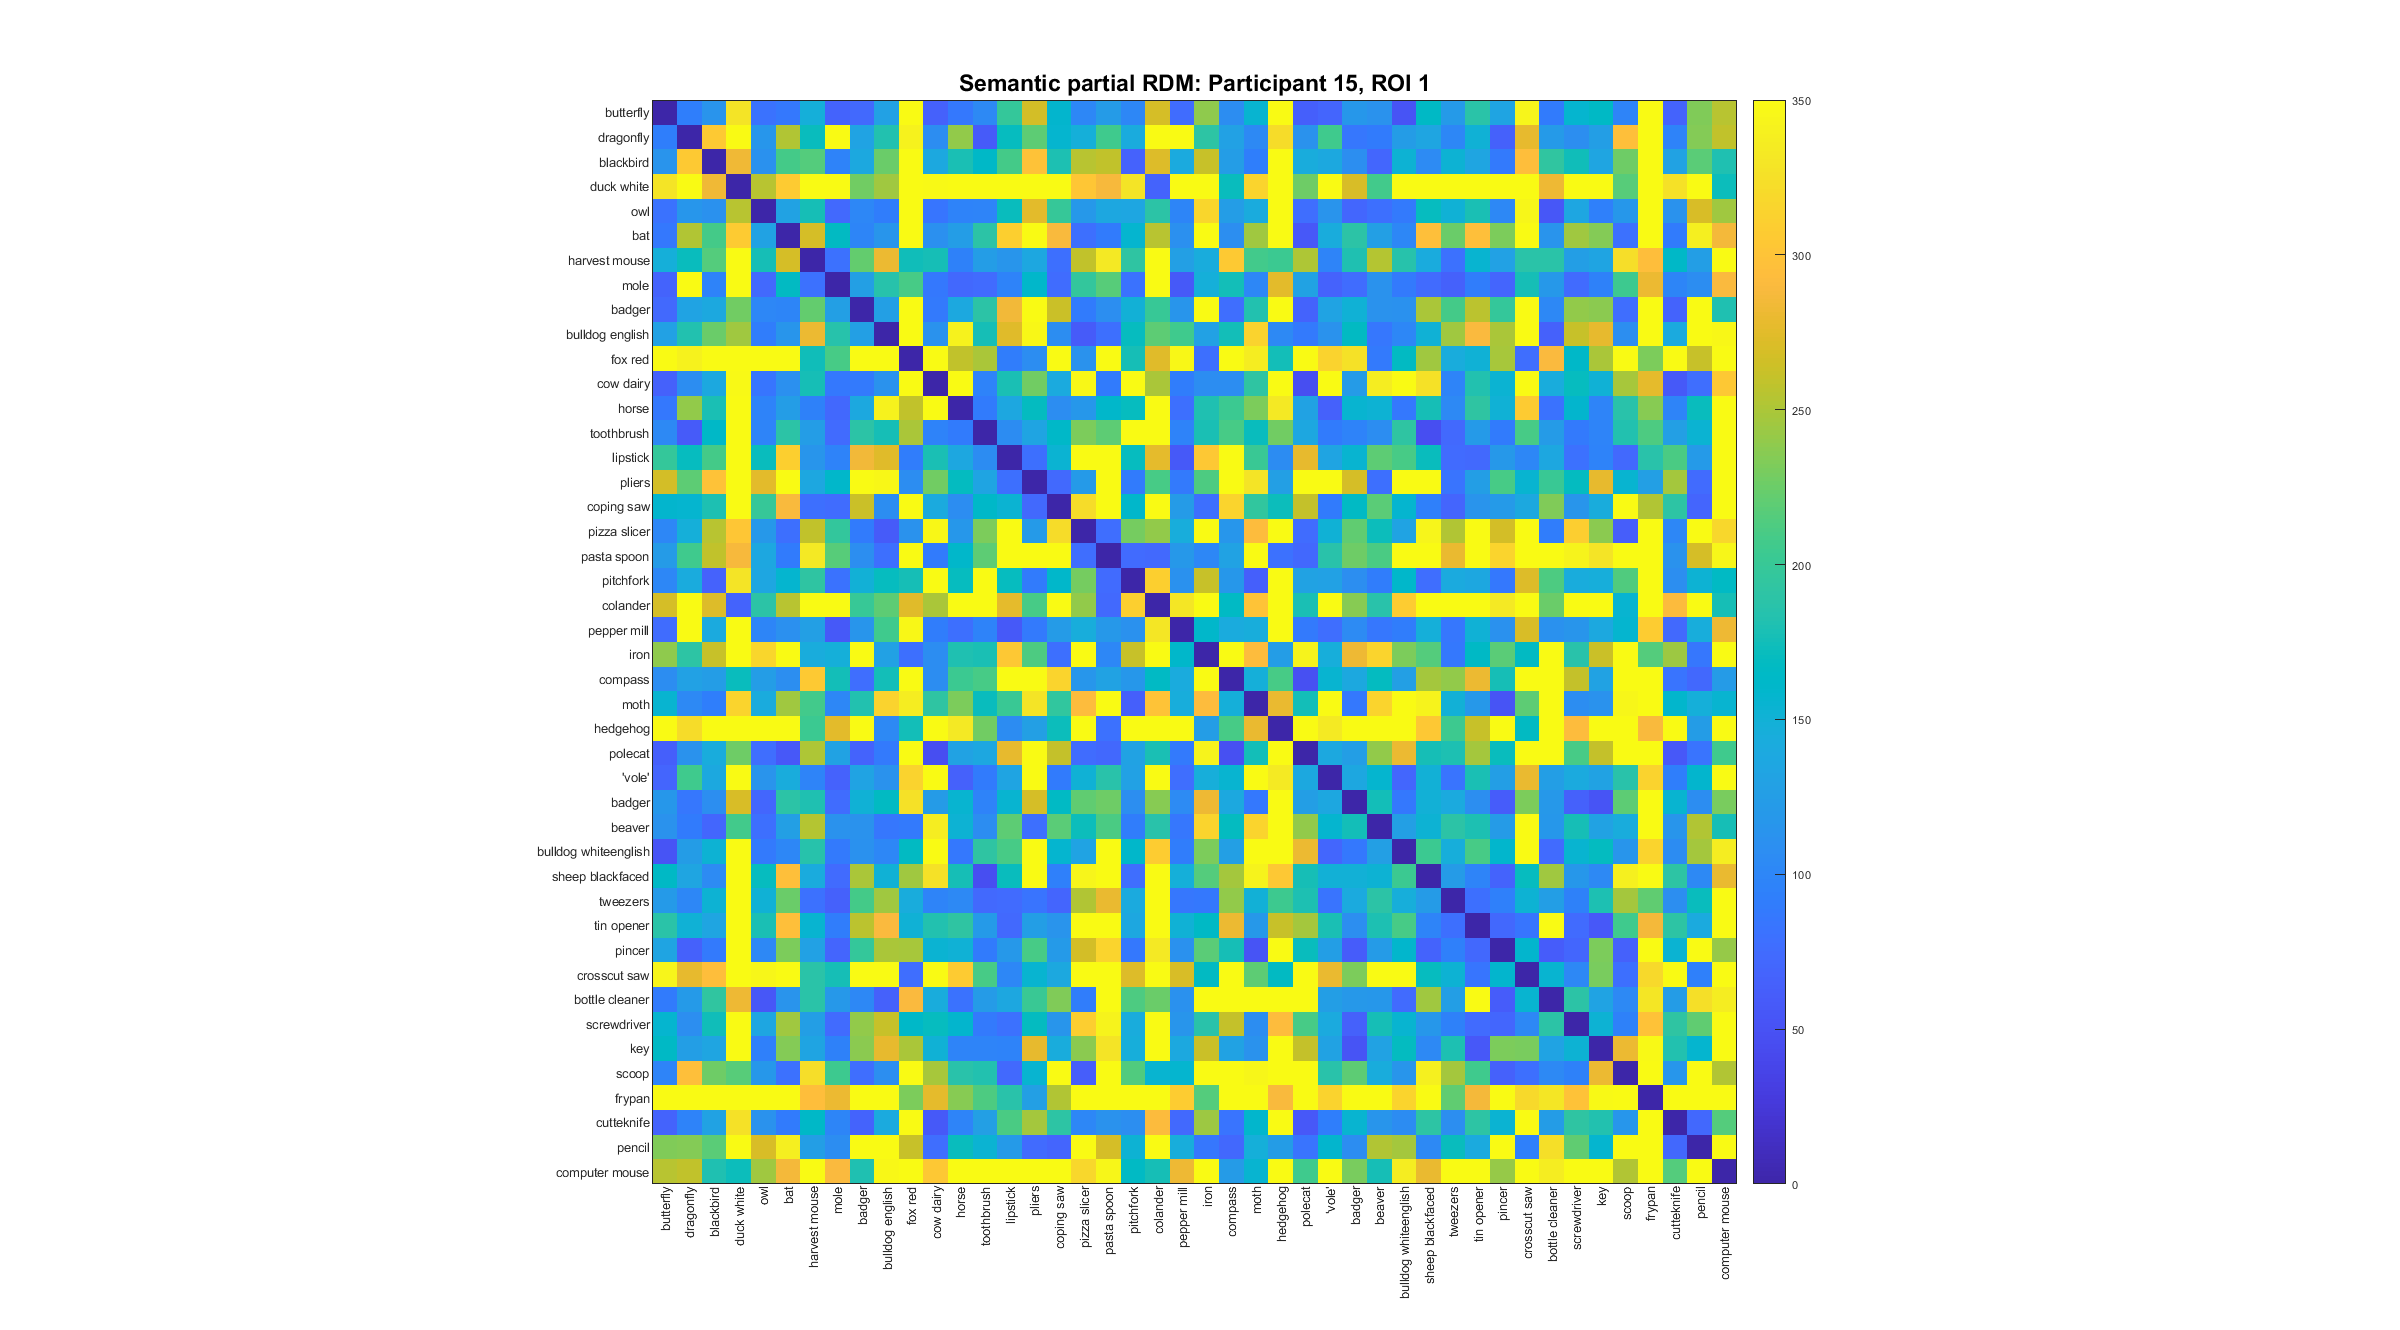 Semantic partial RDM: Participant 15, ROI 1
butterfly
dragonfly
blackbird
duck white
owl
bat
harvest mouse
mole
badger
bulldog english
fox red
cow dairy
horse
toothbrush
lipstick
pliers
coping saw
pizza slicer
pasta spoon
pitchfork
colander
pepper mill
iron
compass
moth
hedgehog
polecat
'vole'
badger
beaver
bulldog whiteenglish
sheep blackfaced
tweezers
tin opener
pincer
crosscut saw
bottle cleaner
screwdriver
key
scoop
frypan
cutteknife
pencil
computer mouse
butterfly
dragonfly
blackbird
duck white
owl
bat
harvest mouse
mole
badger
bulldog english
fox red
cow dairy
horse
toothbrush
lipstick
pliers
coping saw
pizza slicer
pasta spoon
pitchfork
colander
pepper mill
iron
compass
moth
hedgehog
polecat
'vole'
badger
beaver
bulldog whiteenglish
sheep blackfaced
tweezers
tin opener
pincer
crosscut saw
bottle cleaner
screwdriver
key
scoop
frypan
cutteknife
pencil
computer mouse
350
300
250
200
150
100
50
0